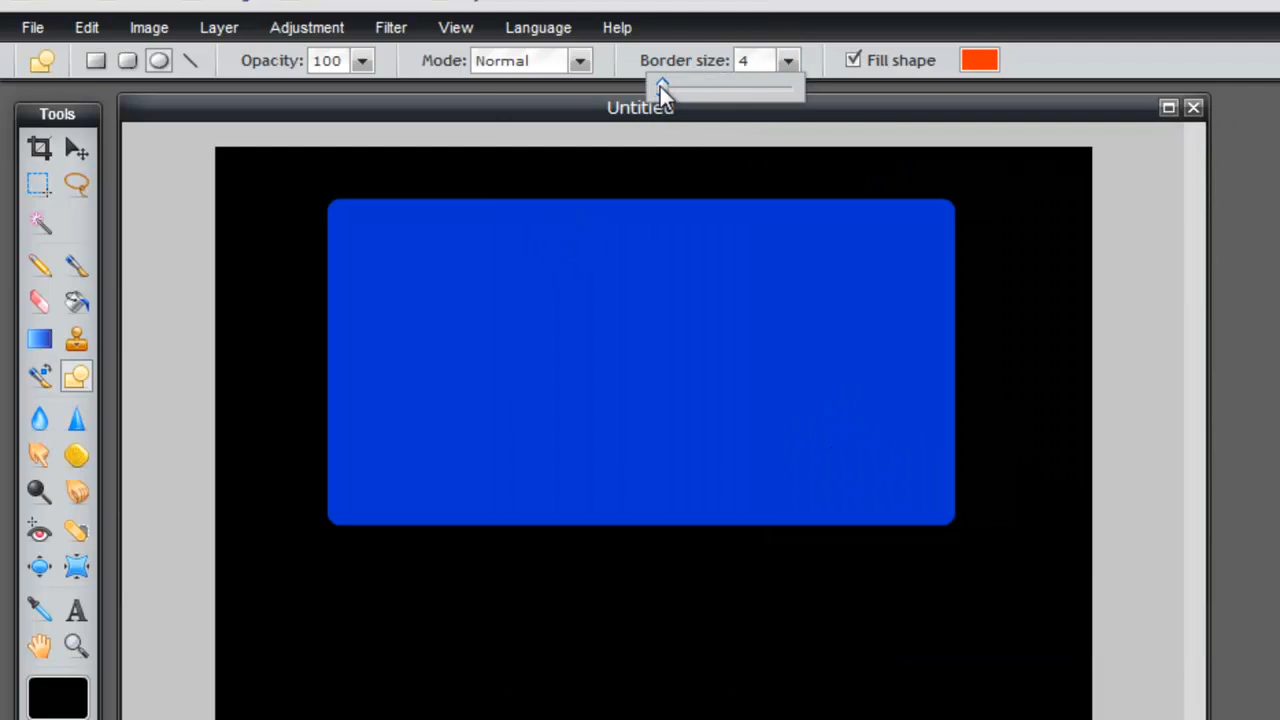 File Edit Image Layer Adjustment Filter View Language Help
Opacity: 100 Mode: Normal Border size: 4 Fill shape
Tools
Untitled